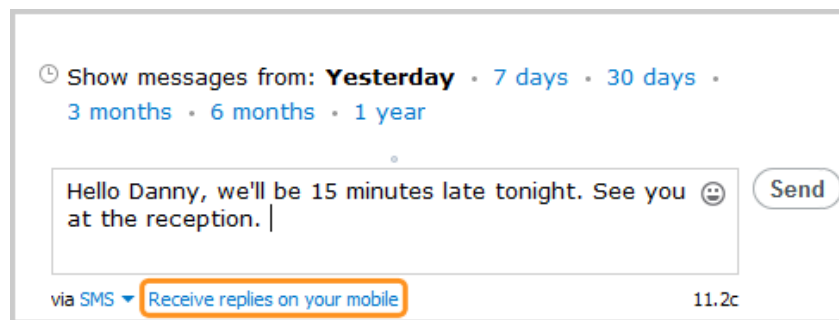 Show messages from: Yesterday • 7 days • 30 days •
3 months • 6 months • 1 year
Hello Danny, we'll be 15 minutes late tonight. See you
at the reception.
Send
via SMS Receive replies on your mobile 11.2c